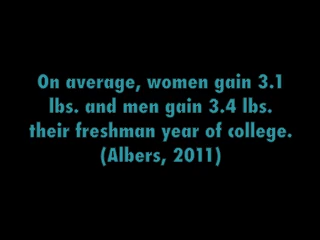 On average, women gain 3.1
lbs. and men gain 3.4 lbs.
their freshman year of college.
(Albers, 2011)